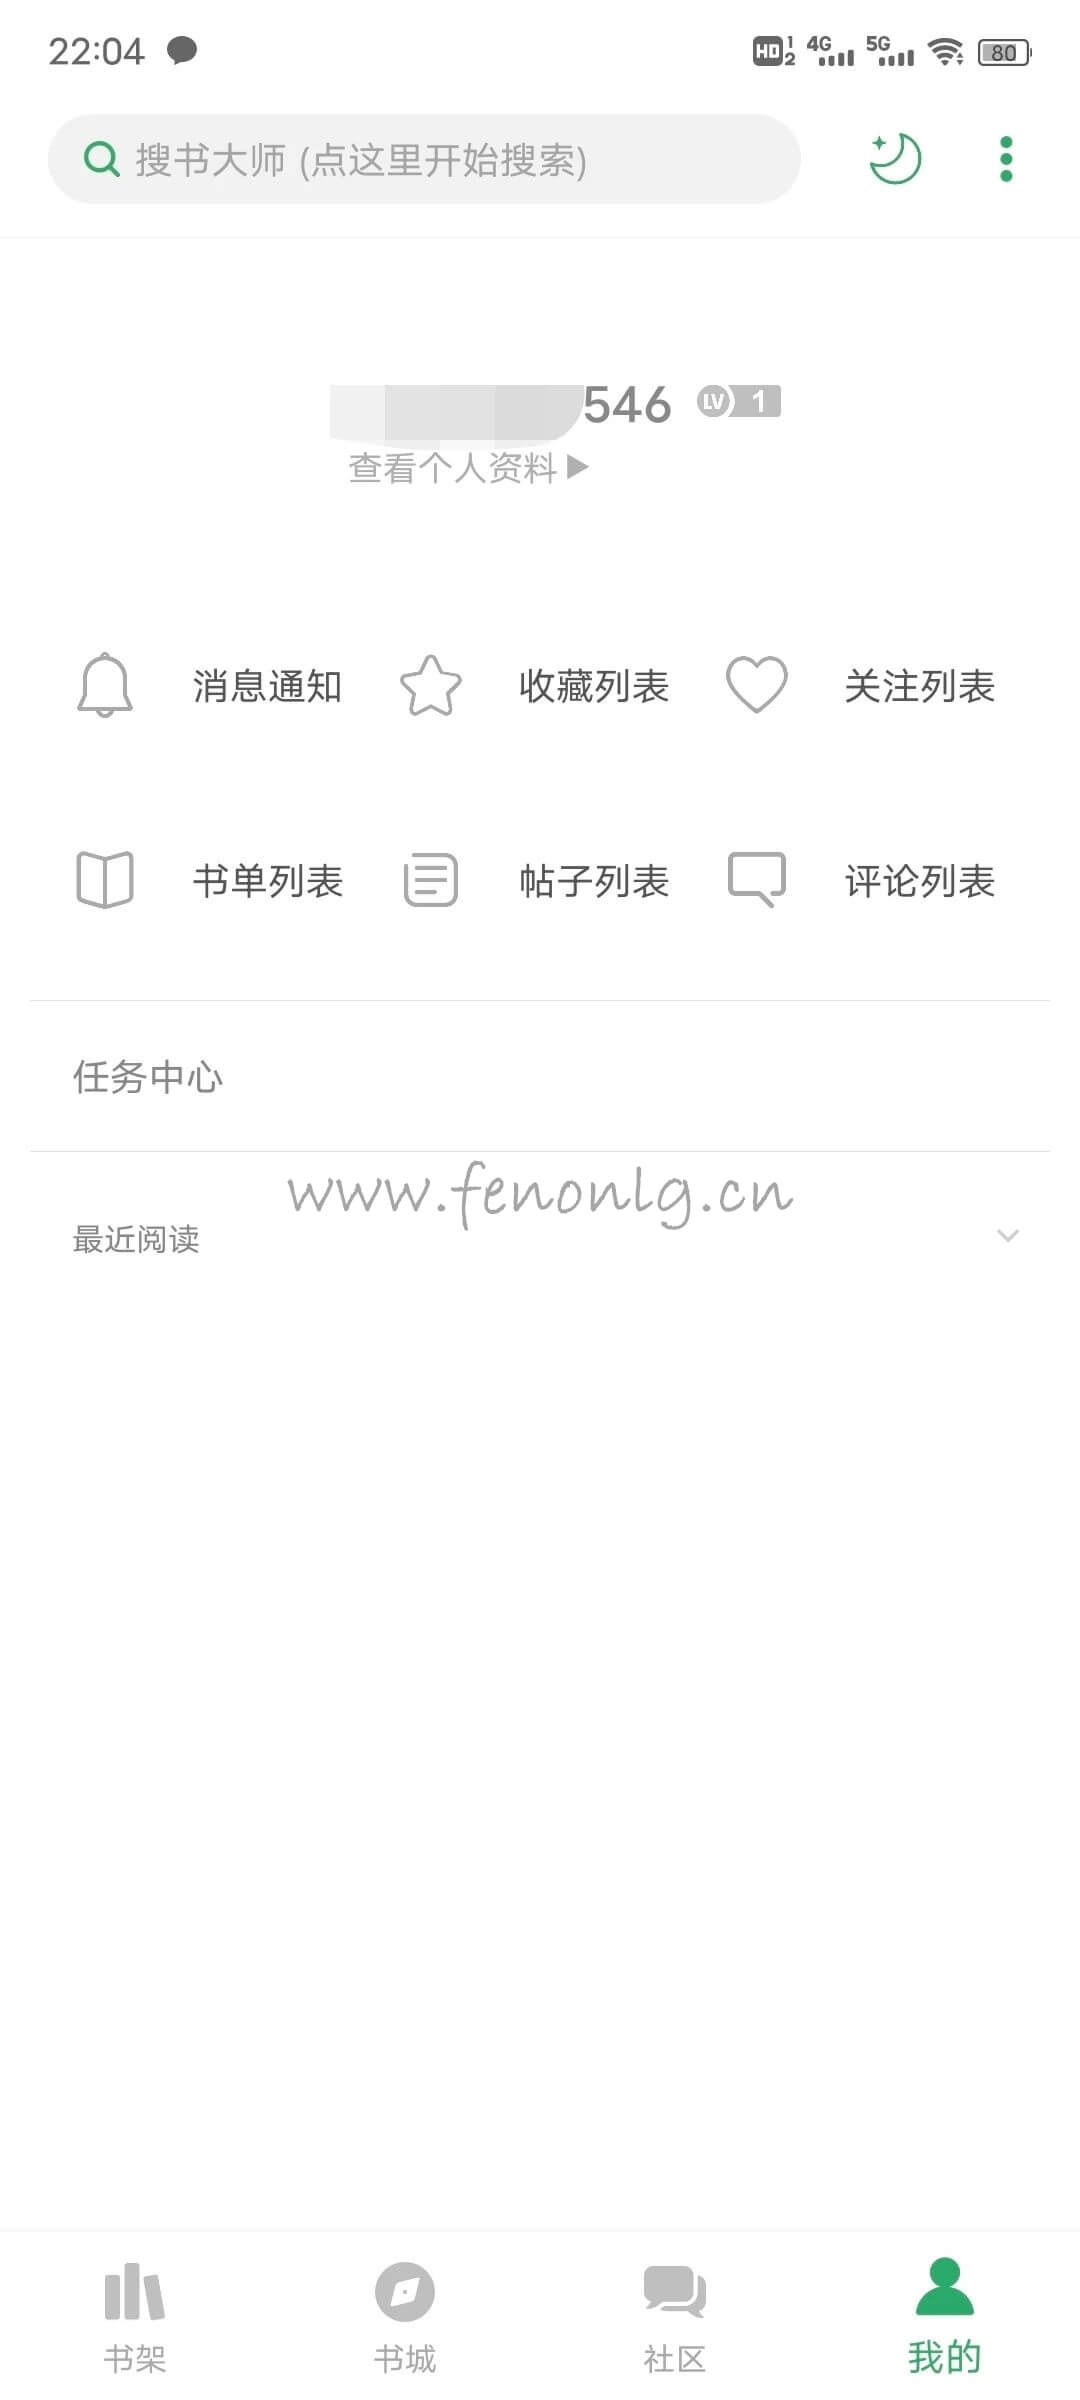 22:04 HD 1 2 4G 5G 80
搜书大师 (点这里开始搜索)
546 LV 1
查看个人资料▶
消息通知 收藏列表 关注列表
书单列表 帖子列表 评论列表
任务中心
www.fenonlg.cn
最近阅读
书架 书城 社区 我的